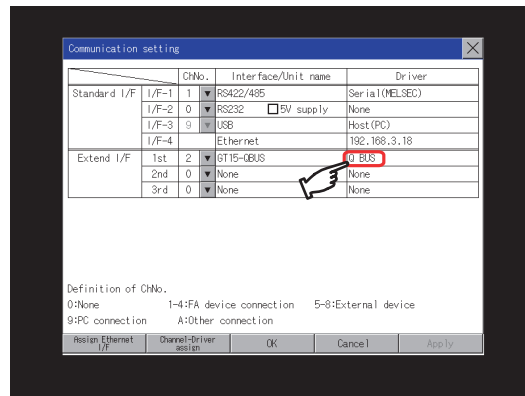 Communication setting
ChNo. Interface/Unit name Driver
Standard I/F I/F-1 1 RS422/485 Serial(MELSEC)
I/F-2 0 RS232 5V supply None
I/F-3 9 USB Host(PC)
I/F-4 Ethernet 192.168.3.18
Extend I/F 1st 2 GT15-QBUS Q BUS
2nd 0 None None
3rd 0 None None
Definition of ChNo.
0:None 1-4:FA device connection 5-8:External device
9:PC connection A:Other connection
Assign Ethernet I/F Channel-Driver assign OK Cancel Apply